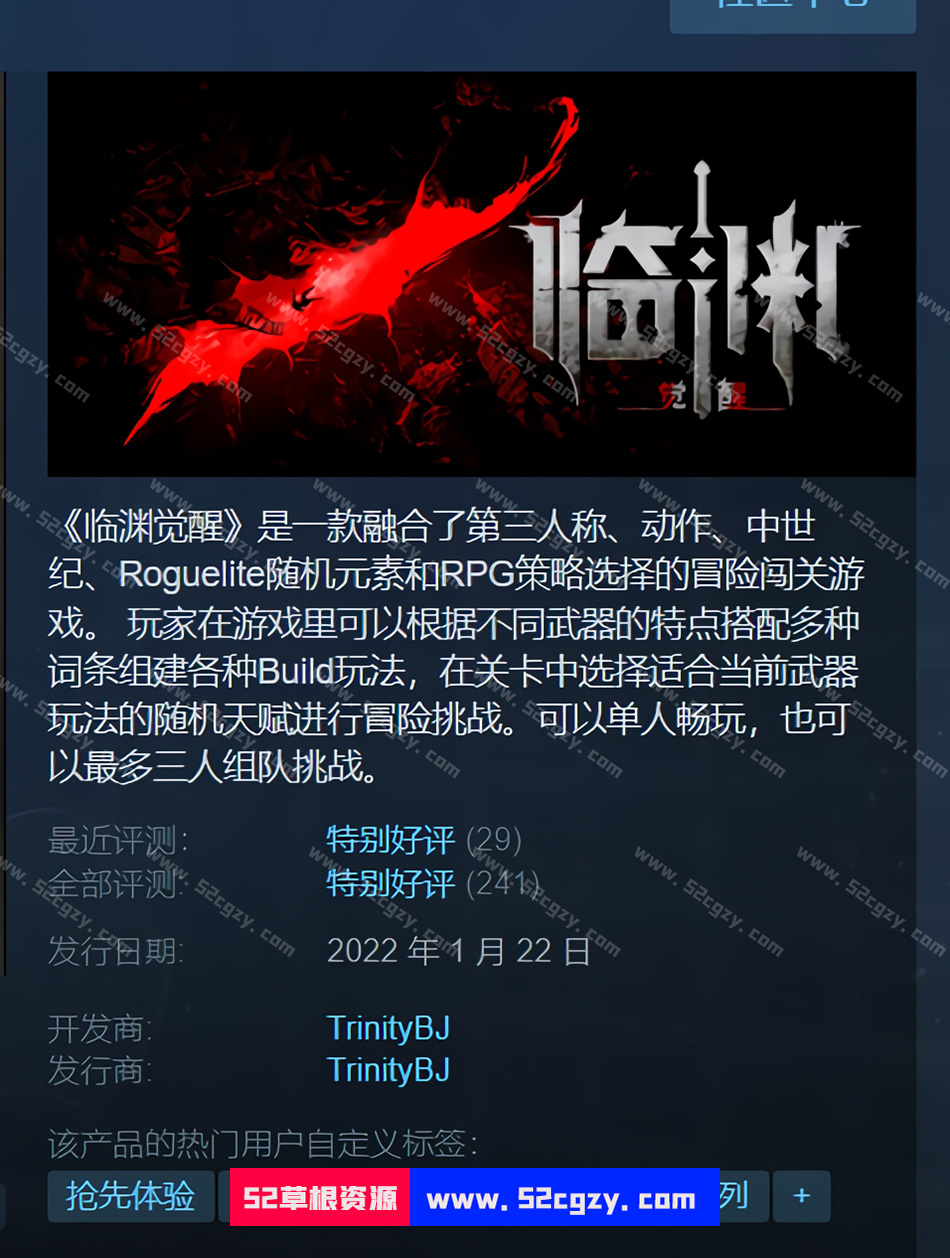 临渊
觉醒
《临渊觉醒》是一款融合了第三人称、动作、中世
纪、Roguelite随机元素和RPG策略选择的冒险闯关游
戏。 玩家在游戏里可以根据不同武器的特点搭配多种
词条组建各种Build玩法，在关卡中选择适合当前武器
玩法的随机天赋进行冒险挑战。可以单人畅玩，也可
以最多三人组队挑战。
最近评测: 特别好评 (29)
全部评测: 特别好评 (241)
发行日期: 2022 年 1 月 22 日
开发商: TrinityBJ
发行商: TrinityBJ
该产品的热门用户自定义标签:
抢先体验 52草根资源 www.52cgzy.com 列 +
www.52cgzy.com